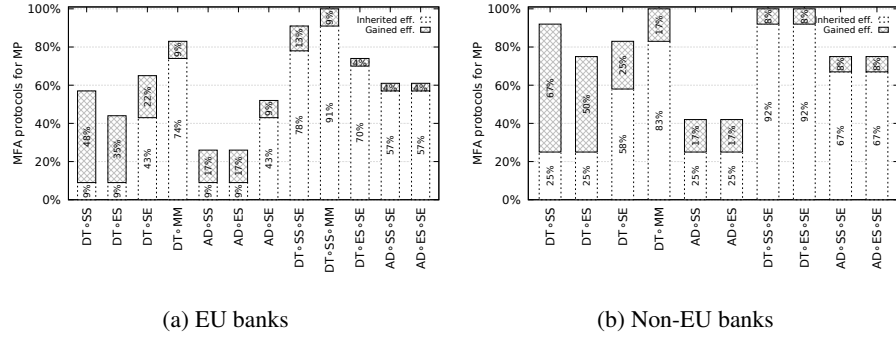 MFA protocols for MP
100%
80%
60%
40%
20%
0%
Inherited eff.
Gained eff.
48%
9%
35%
9%
22%
43%
9%
74%
17%
9%
17%
9%
9%
43%
13%
78%
9%
91%
4%
70%
4%
57%
4%
57%
DT∘SS
DT∘ES
DT∘SE
DT∘MM
AD∘SS
AD∘ES
AD∘SE
DT∘SS∘SE
DT∘SS∘MM
DT∘ES∘SE
AD∘SS∘SE
AD∘ES∘SE
(a) EU banks
MFA protocols for MP
100%
80%
60%
40%
20%
0%
Inherited eff.
Gained eff.
67%
25%
50%
25%
25%
58%
17%
83%
17%
25%
17%
25%
8%
92%
8%
92%
8%
67%
8%
67%
DT∘SS
DT∘ES
DT∘SE
DT∘MM
AD∘SS
AD∘ES
DT∘SS∘SE
DT∘ES∘SE
AD∘SS∘SE
AD∘ES∘SE
(b) Non-EU banks